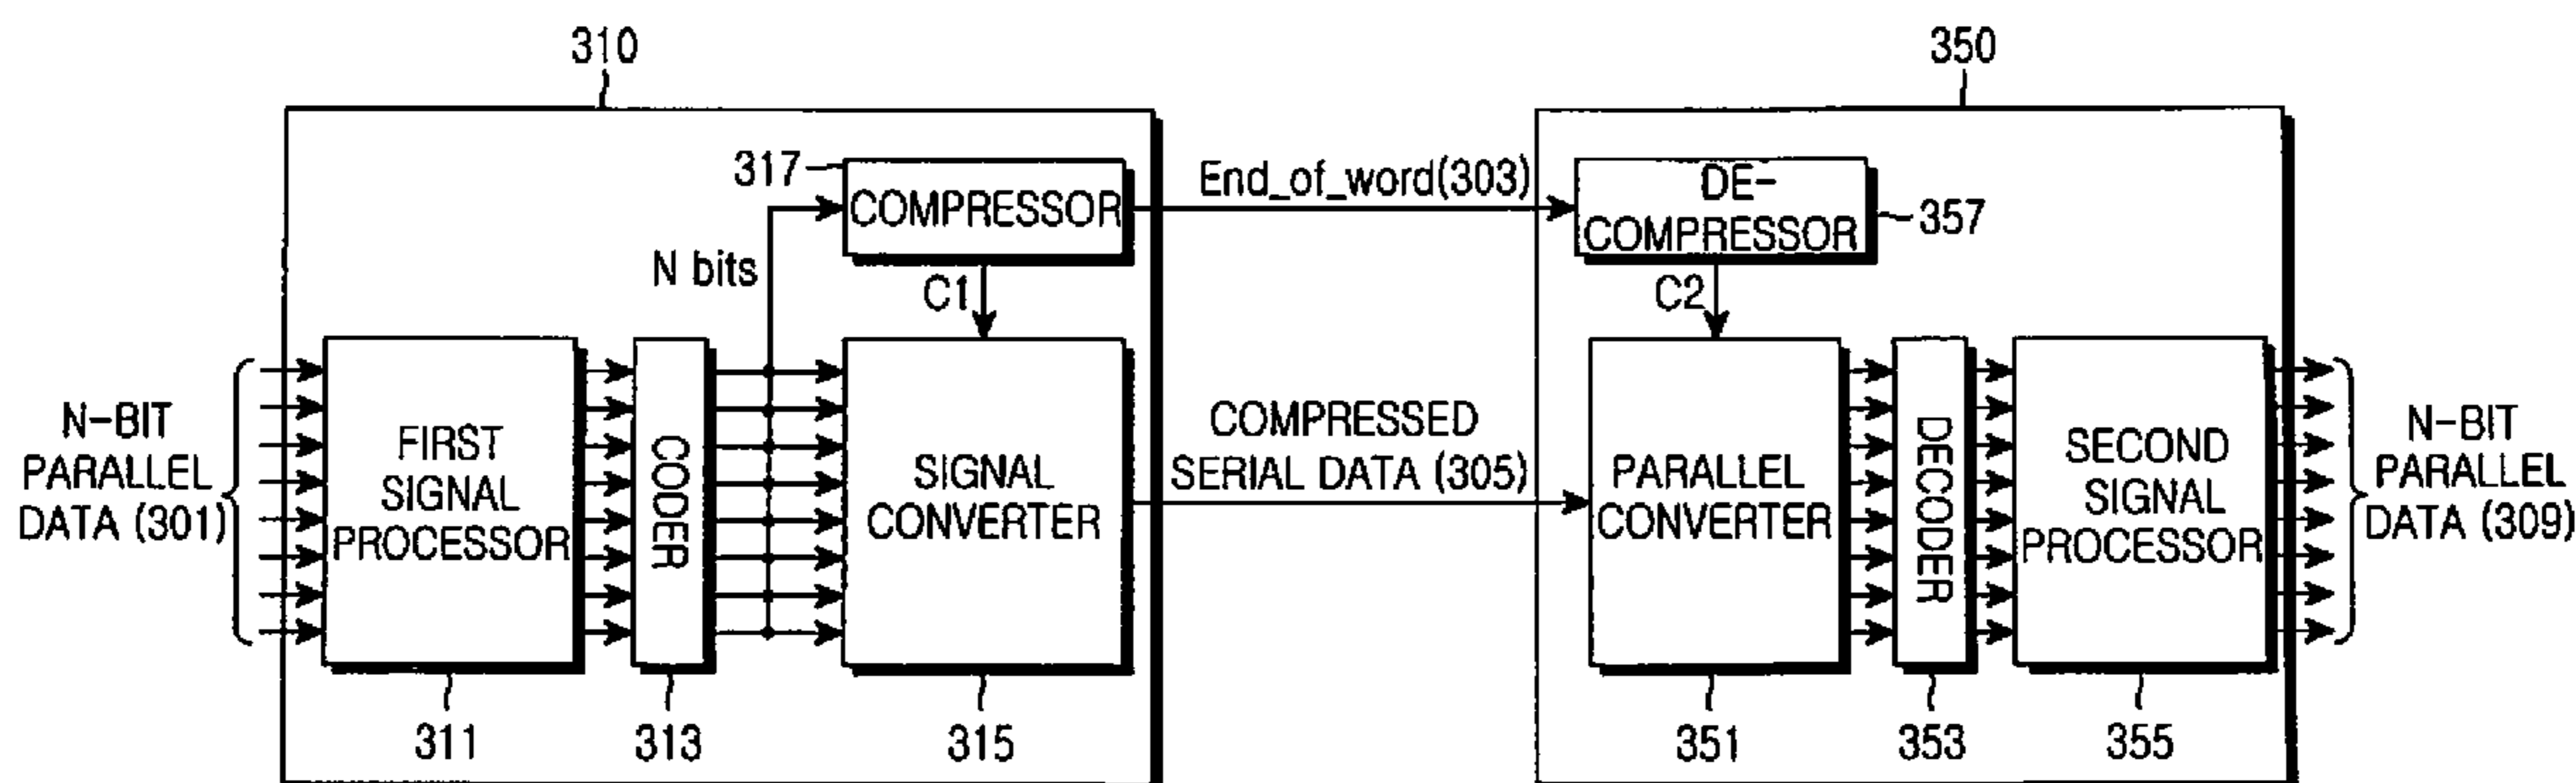 310
350
317
COMPRESSOR
End_of_word(303)
DE-
COMPRESSOR
357
N bits
C1
C2
N-BIT
PARALLEL
DATA (301)
FIRST
SIGNAL
PROCESSOR
CODER
SIGNAL
CONVERTER
COMPRESSED
SERIAL DATA (305)
PARALLEL
CONVERTER
DECODER
SECOND
SIGNAL
PROCESSOR
N-BIT
PARALLEL
DATA (309)
311
313
315
351
353
355